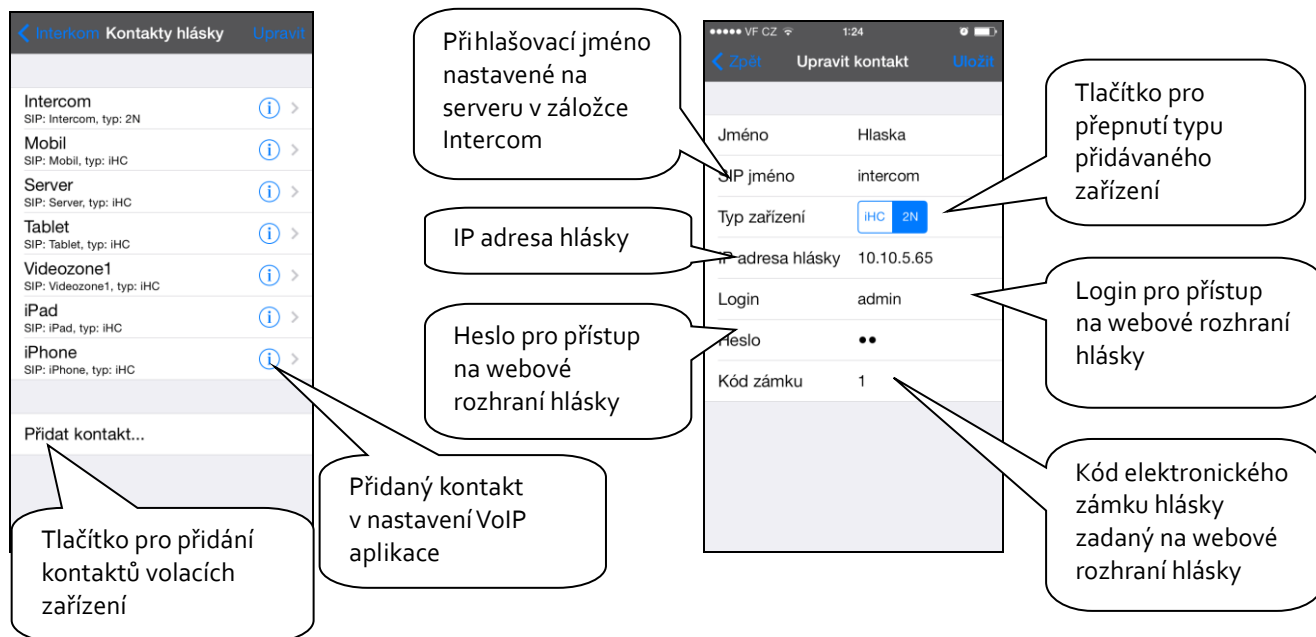 Interkom Kontakty hlásky Upravit
Intercom
SIP: Intercom, typ: 2N
Mobil
SIP: Mobil, typ: iHC
Server
SIP: Server, typ: iHC
Tablet
SIP: Tablet, typ: iHC
Videozone1
SIP: Videozone1, typ: iHC
iPad
SIP: iPad, typ: iHC
iPhone
SIP: iPhone, typ: iHC
Přidat kontakt...
Tlačítko pro přidání
kontaktů volacích
zařízení
Přidaný kontakt
v nastavení VoIP
aplikace
Přihlašovací jméno
nastavené na
serveru v záložce
Intercom
IP adresa hlásky
Heslo pro přístup
na webové
rozhraní hlásky
VF CZ 1:24
Zpět Upravit kontakt Uložit
Jméno Hlaska
SIP jméno intercom
Typ zařízení iHC 2N
IP adresa hlásky 10.10.5.65
Login admin
Heslo ••
Kód zámku 1
Tlačítko pro
přepnutí typu
přidávaného
zařízení
Login pro přístup
na webové rozhraní
hlásky
Kód elektronického
zámku hlásky
zadaný na webové
rozhraní hlásky